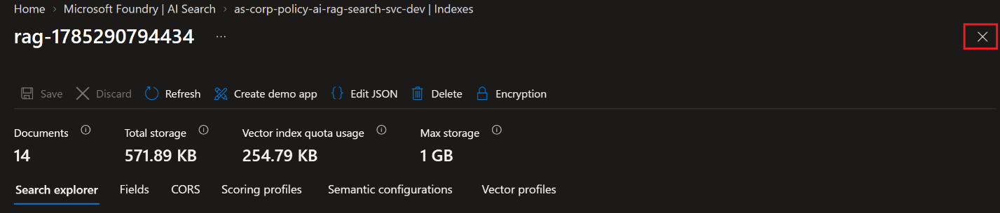 Home > Microsoft Foundry | AI Search > as-corp-policy-ai-rag-search-svc-dev | Indexes
rag-1785290794434 ...
Save Discard Refresh Create demo app {} Edit JSON Delete Encryption
Documents Total storage Vector index quota usage Max storage
14 571.89 KB 254.79 KB 1 GB
Search explorer Fields CORS Scoring profiles Semantic configurations Vector profiles